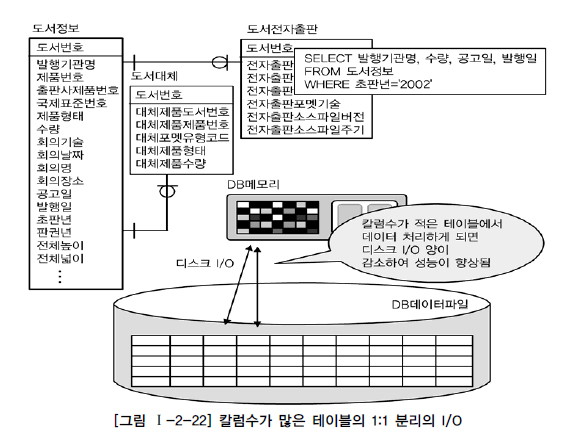 도서정보
도서번호
발행기관명
제품번호
출판사제품번호
국제표준번호
제품형태
수량
회의기술
회의날짜
회의명
회의장소
공고일
발행일
초판년
판권년
전체높이
전체넓이
⋮
도서대체
도서번호
대체제품도서번호
대체제품제품번호
대체포멧유형코드
대체제품형태
대체제품수량
도서전자출판
도서번호
전자출판
전자출판
전자출판
전자출판포멧기술
전자출판소스파일버전
전자출판소스파일주기
SELECT 발행기관명, 수량, 공고일, 발행일
FROM 도서정보
WHERE 초판년='2002'
DB메모리
칼럼수가 적은 테이블에서
데이터 처리하게 되면
디스크 I/O 양이
감소하여 성능이 향상됨
디스크 I/O
DB데이터파일
[그림 Ⅰ-2-22] 칼럼수가 많은 테이블의 1:1 분리의 I/O